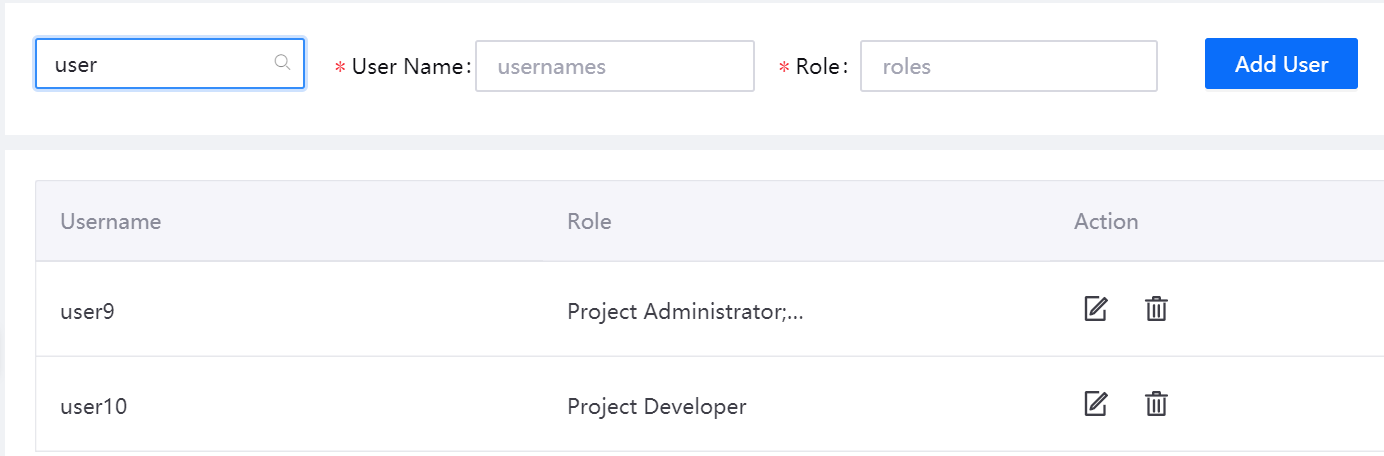 user * User Name: usernames * Role: roles Add User
Username Role Action
user9 Project Administrator;...
user10 Project Developer